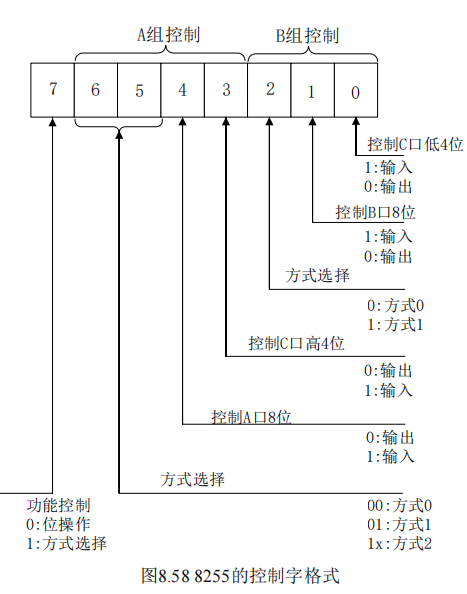 A组控制 B组控制
7 6 5 4 3 2 1 0
控制C口低4位
1:输入
0:输出
控制B口8位
1:输入
0:输出
方式选择
0:方式0
1:方式1
控制C口高4位
0:输出
1:输入
控制A口8位
0:输出
1:输入
方式选择
00:方式0
01:方式1
1x:方式2
功能控制
0:位操作
1:方式选择
图8.58 8255的控制字格式